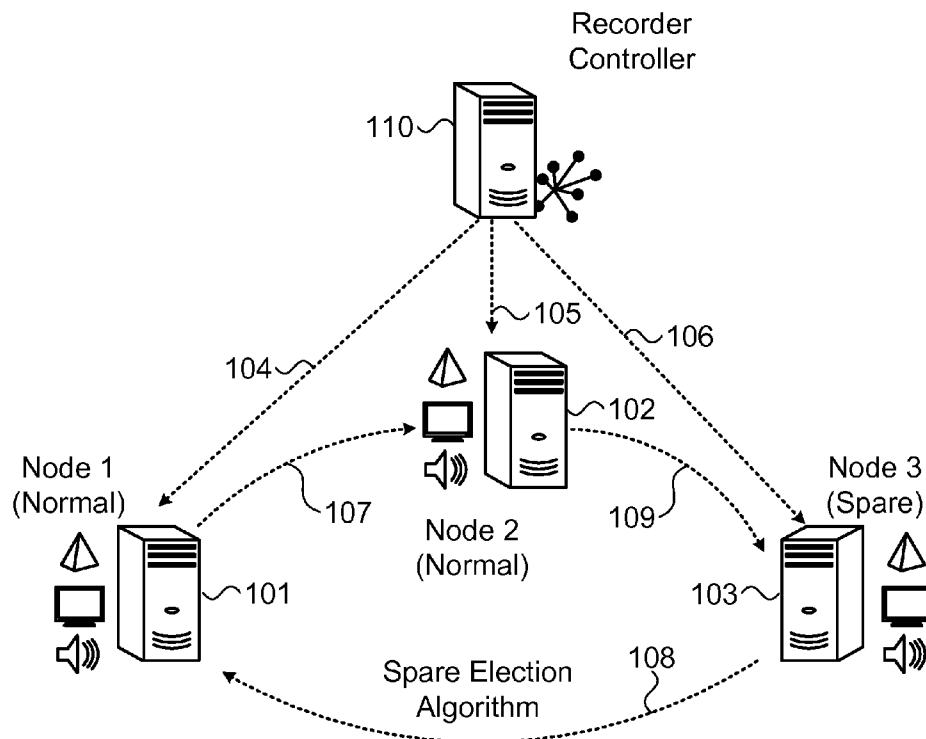 Recorder
Controller
110
105
106
104
102
Node 1
(Normal)
107
Node 2
(Normal)
109
Node 3
(Spare)
101
103
Spare Election
Algorithm
108